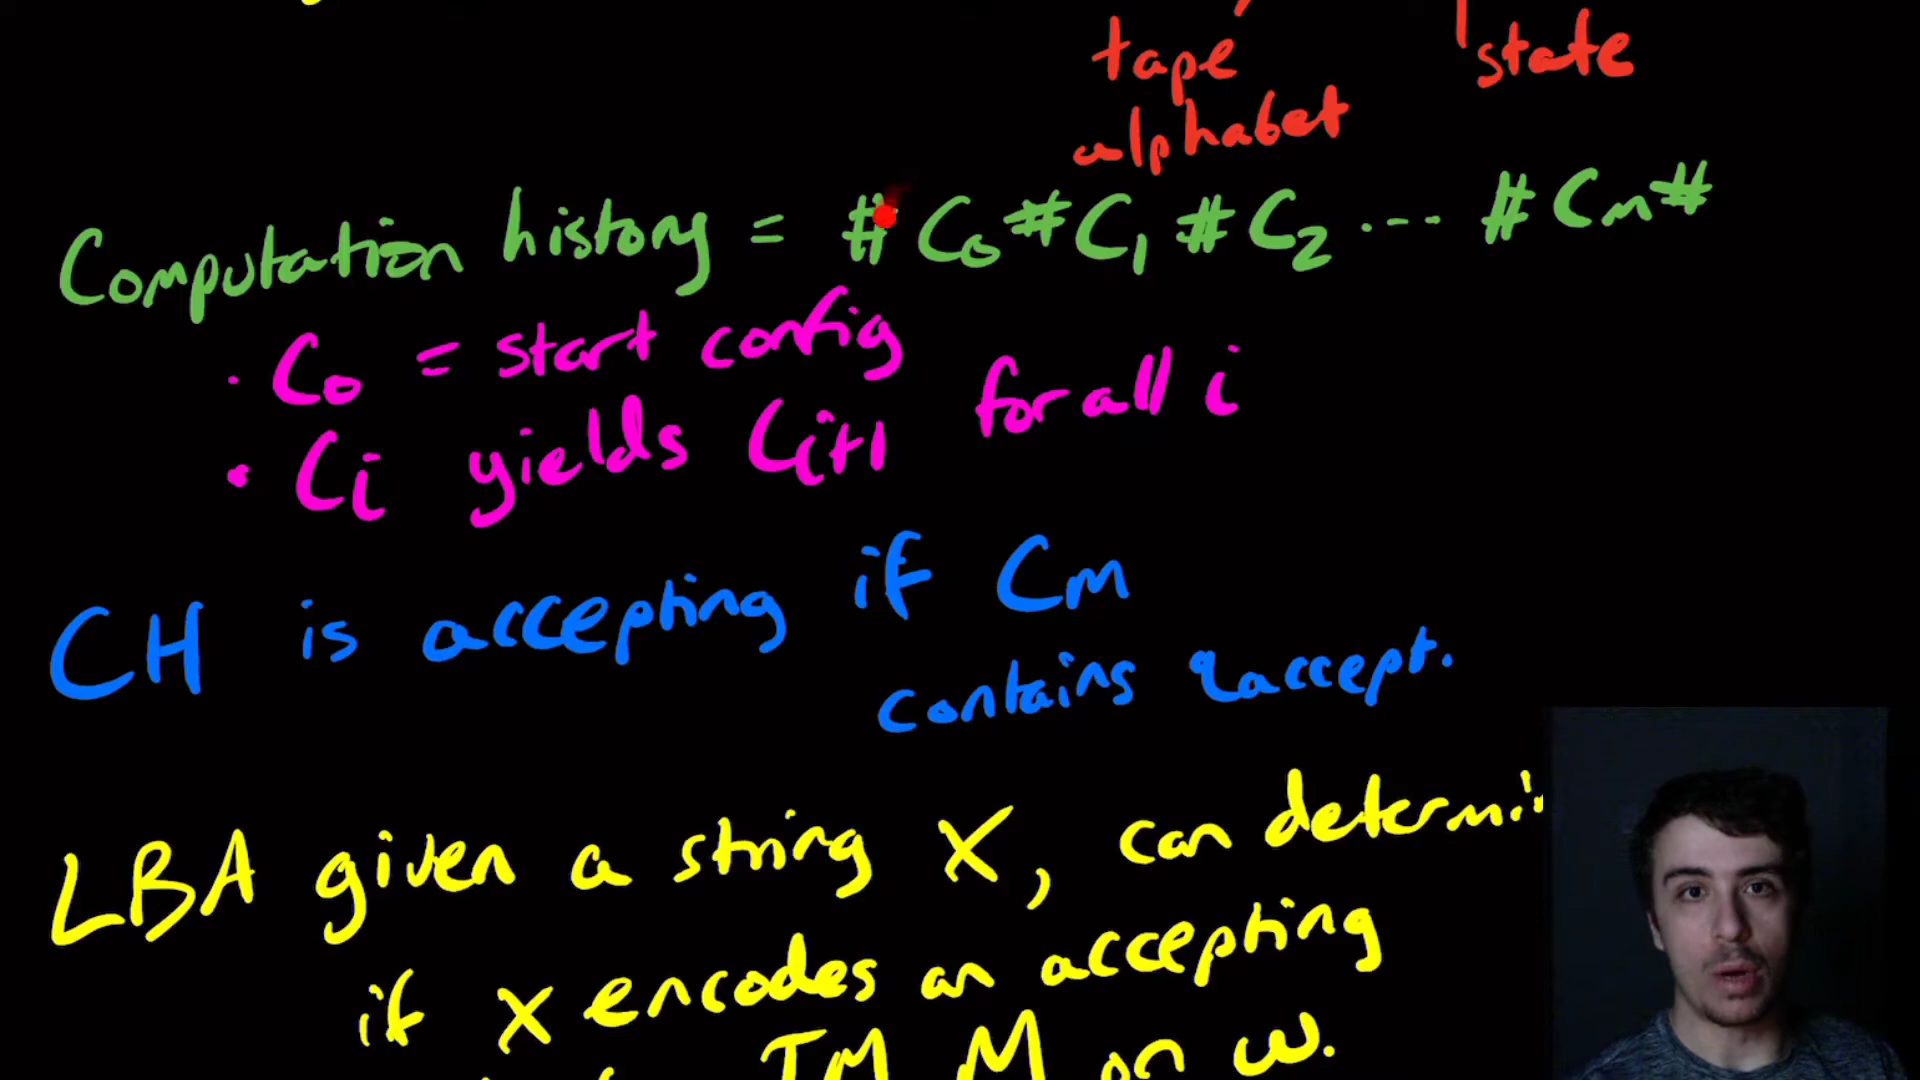 tape
state
alphabet
Computation history = # C0 # C1 # C2 ... # Cm #
· C0 = start config
· Ci yields Ci+1 for all i
CH is accepting if Cm
contains qaccept.
LBA given a string X, can determi
if x encodes an accepting
TM M on w.